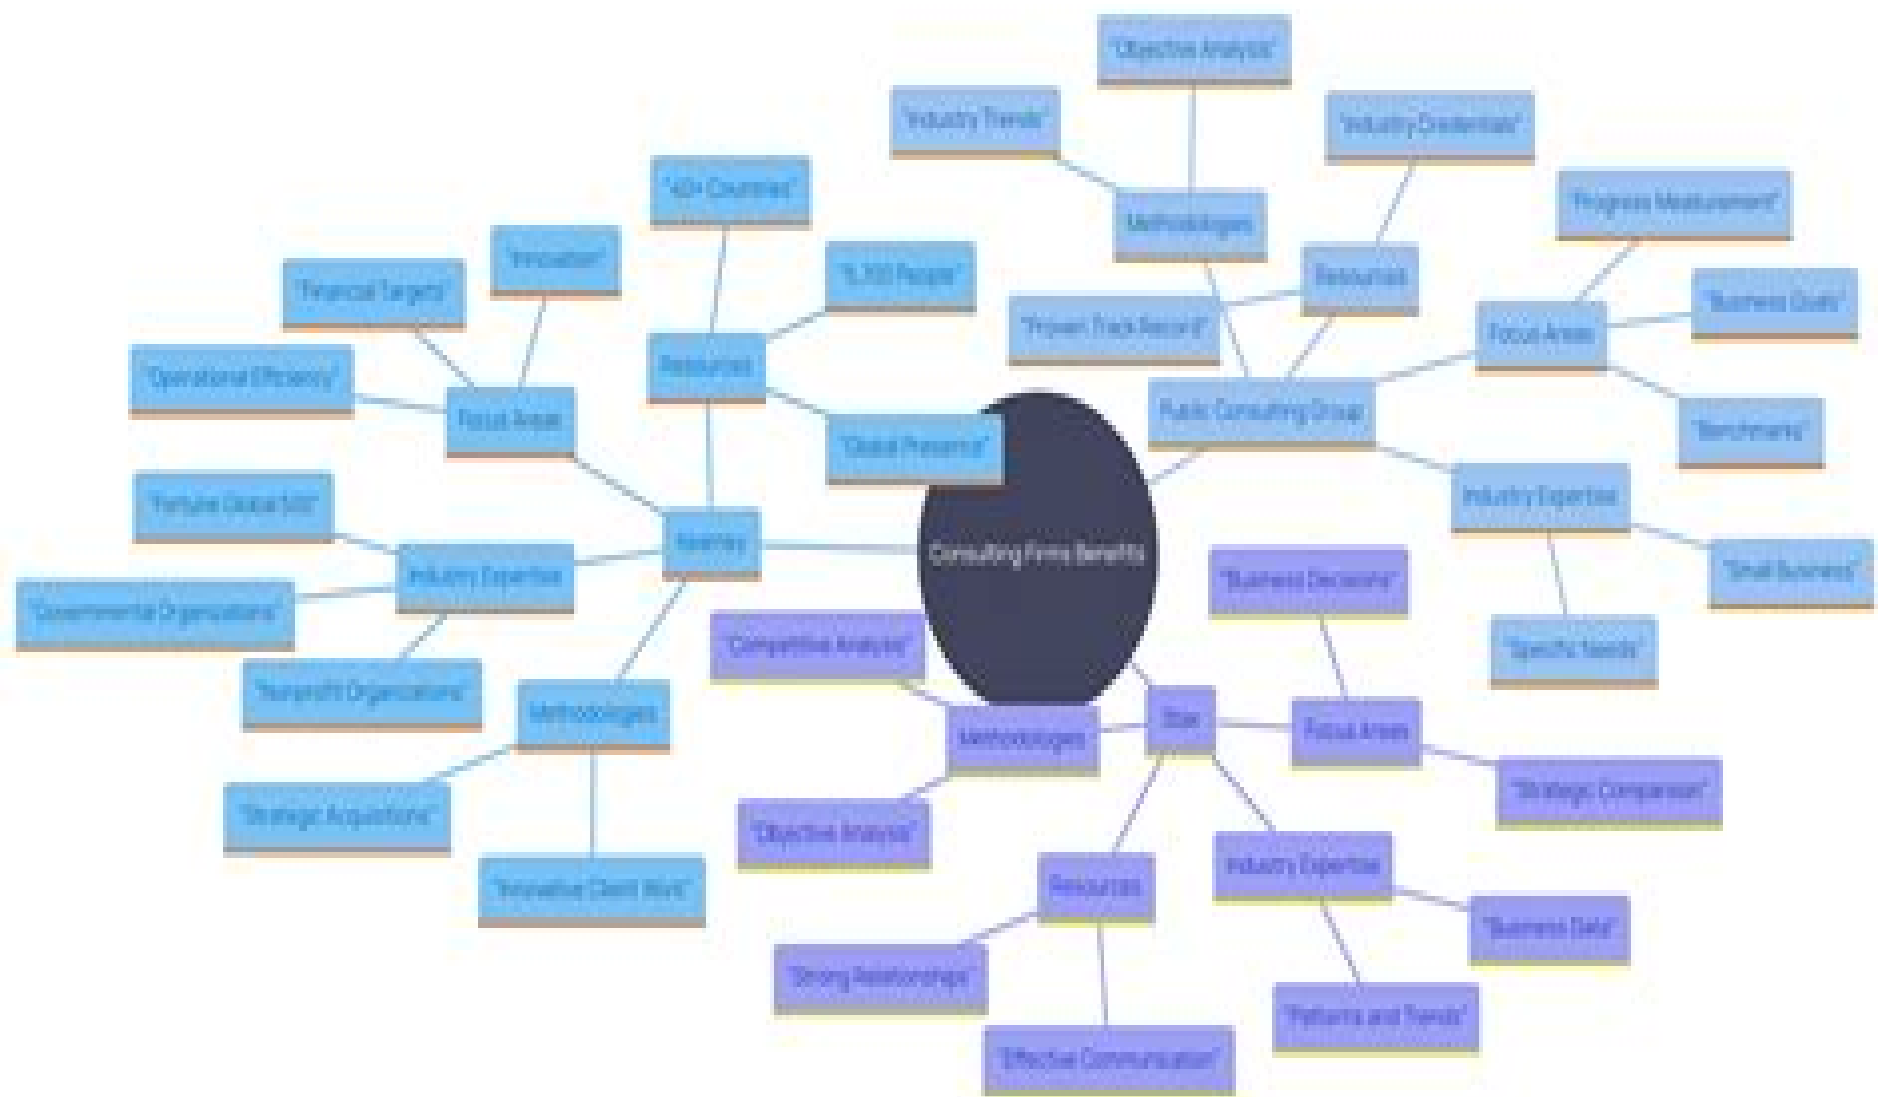 "Objective Analysis"
"Industry Trends"
"Industry Credentials"
"40+ Countries"
"Progress Measurement"
Methodologies
"Innovation"
"Financial Targets"
"5,700 People"
Resources
"Business Goals"
"Proven Track Record"
Focus Areas
Resources
"Operational Efficiency"
Focus Areas
Public Consulting Group
"Benchmarks"
"Global Presence"
"Fortune Global 500"
Industry Expertise
Consulting Firms Benefits
Industry Expertise
"Business Decisions"
"Small Business"
"Governmental Organizations"
"Competitive Analysis"
"Specific Needs"
"Nonprofit Organizations"
Methodologies
Methodologies
Focus Areas
"Strategic Acquisitions"
"Strategic Comparison"
"Objective Analysis"
"Innovative Client Work"
Resources
Industry Expertise
"Business Data"
"Strong Relationships"
"Patterns and Trends"
"Effective Communication"